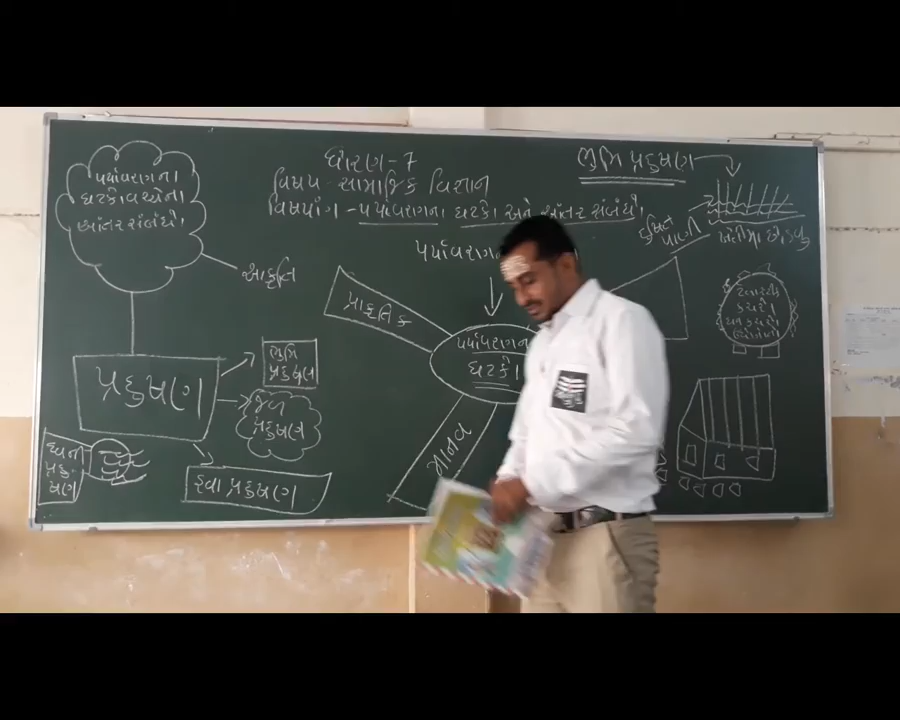 પર્યાવરણના
ઘટકો વચ્ચેના
આંતર સંબંધો
ધોરણ-7
વિષય - સામાજિક વિજ્ઞાન
વિષયાંગ - પર્યાવરણના ઘટકો અને આંતર સંબંધો
ભુમિ પ્રદુષણ
દુષિત
પાણી
આકૃતિ
પ્રાકૃતિક
પર્યાવરણના
ઘટકો
માનવ
પ્રદુષણ
ભુમિ
પ્રદુષણ
જળ
પ્રદુષણ
હવા પ્રદુષણ
ધ્વની
પ્રદુ
ષણ